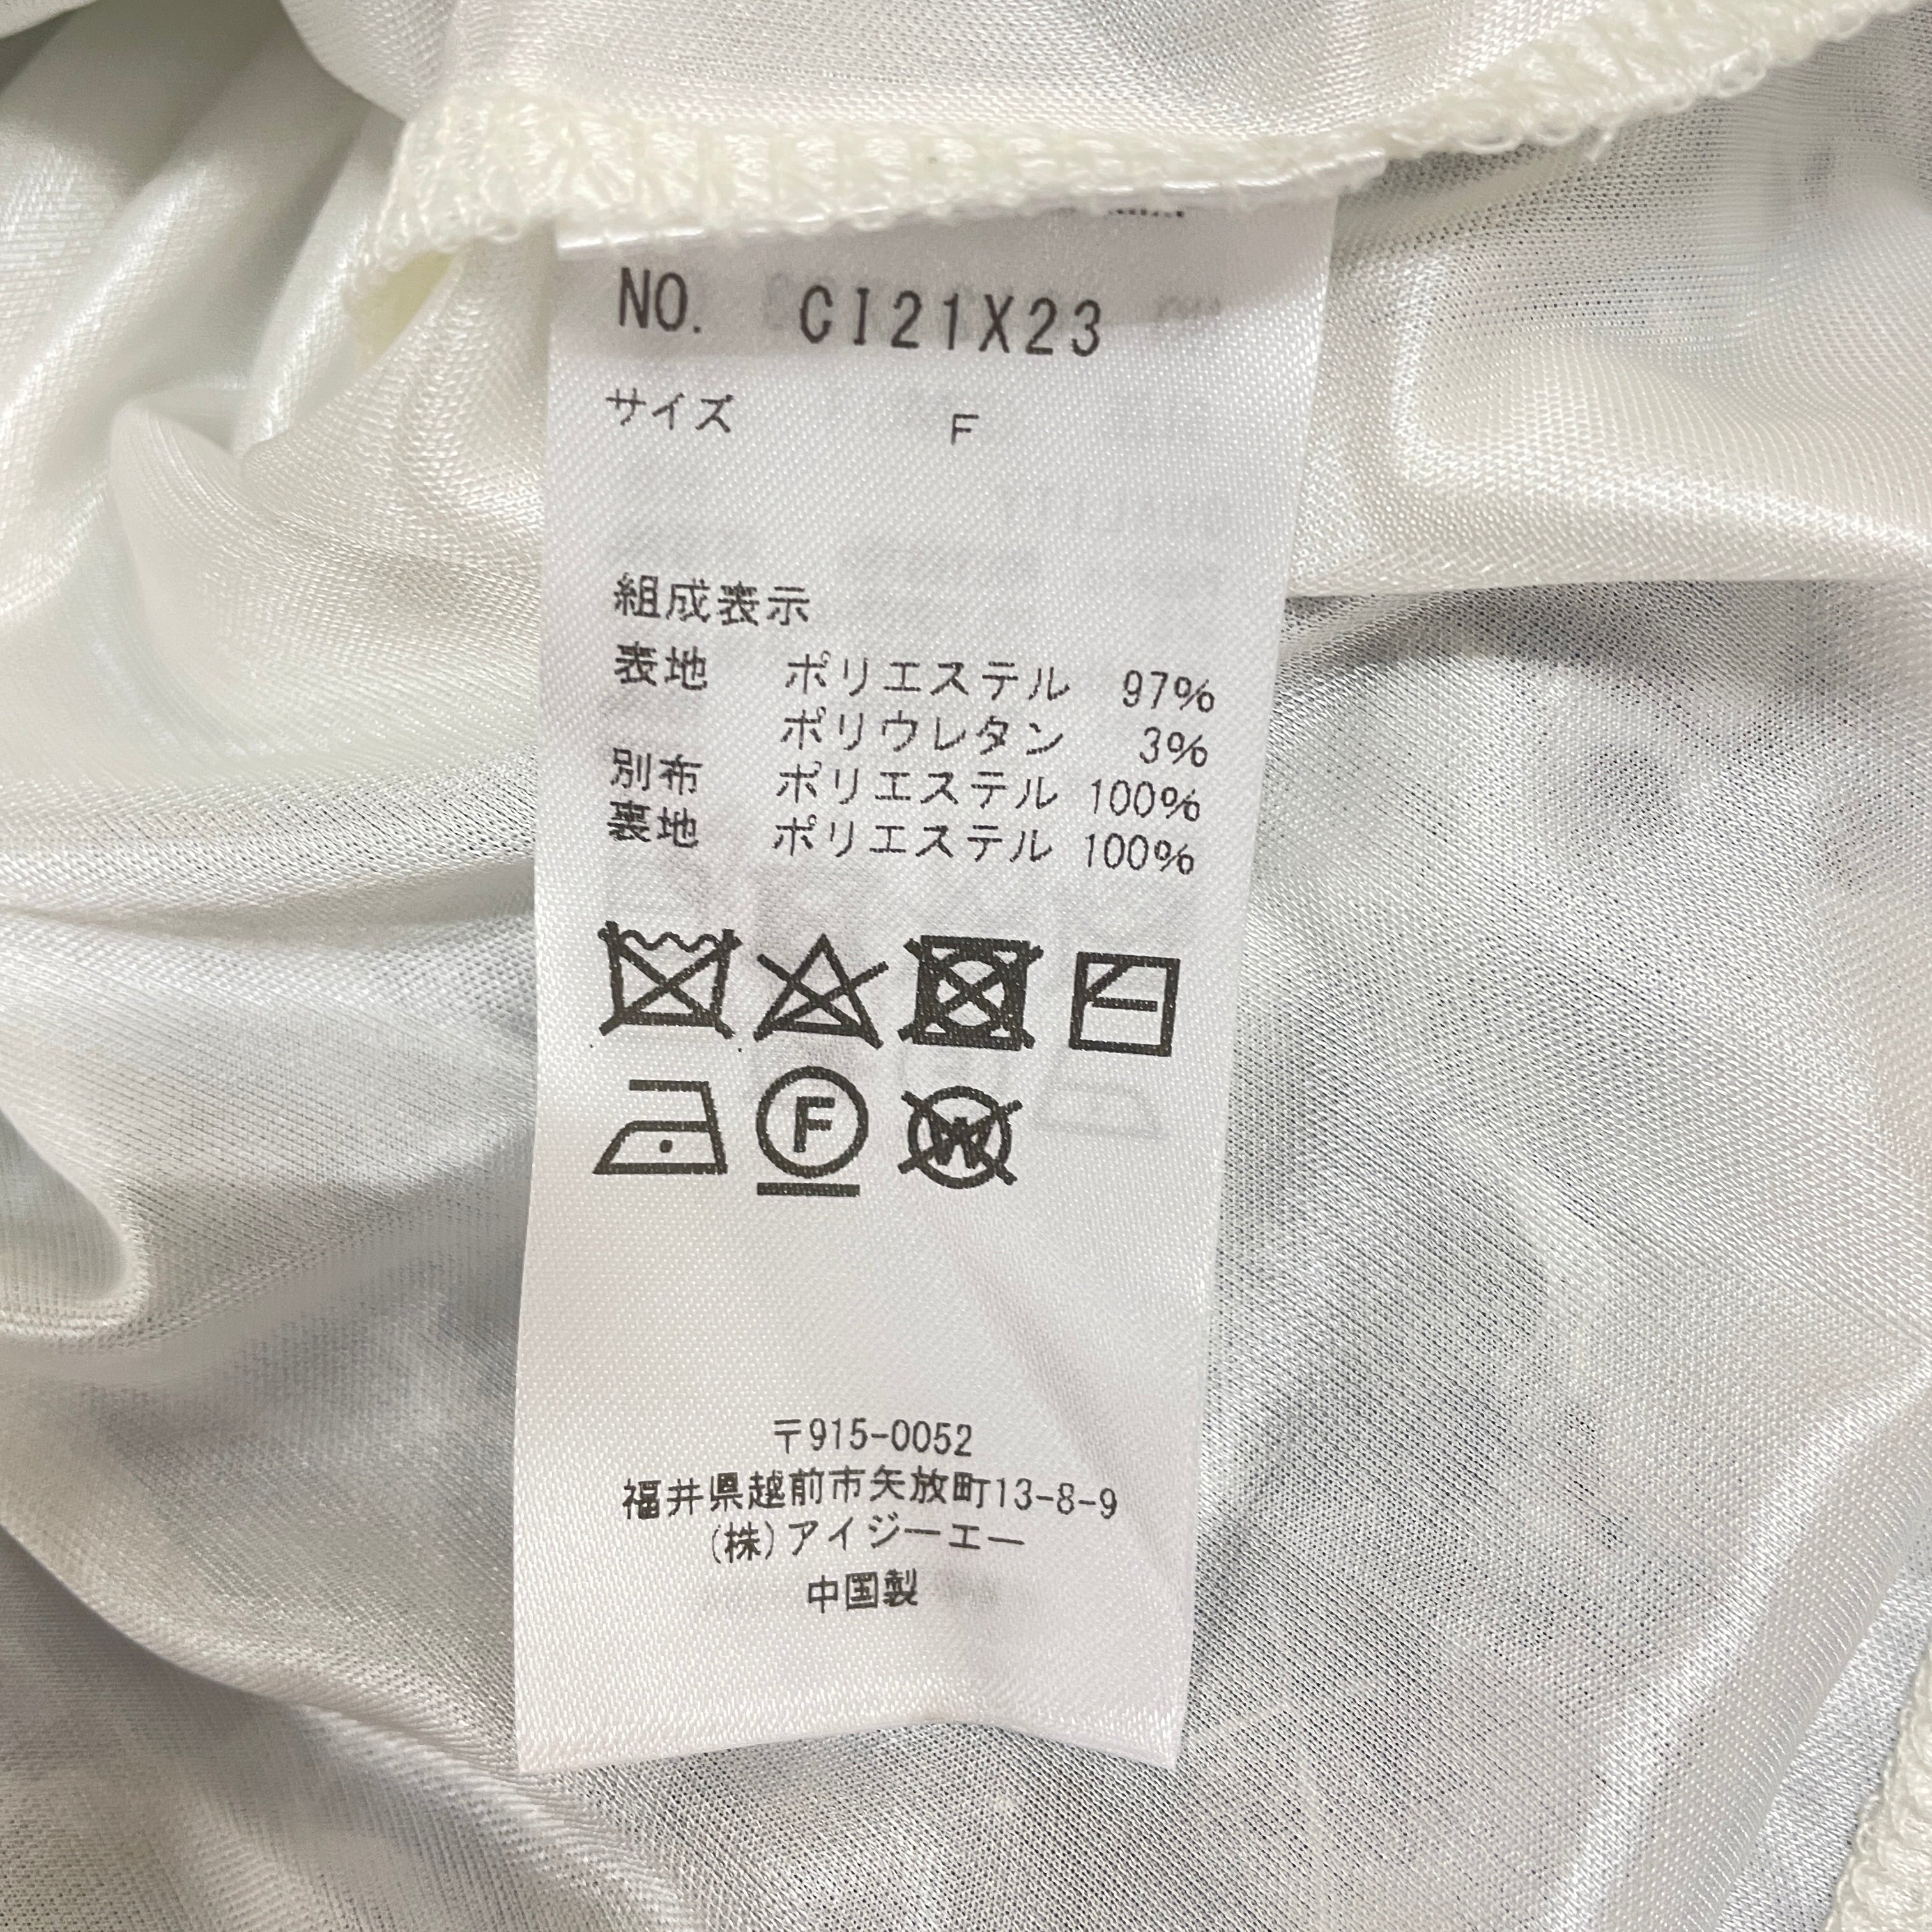 NO. CI21X23
サイズ F
組成表示
表地 ポリエステル 97%
ポリウレタン 3%
別布 ポリエステル 100%
裏地 ポリエステル 100%
F
W
〒915-0052
福井県越前市矢放町13-8-9
(株)アイジーエー
中国製